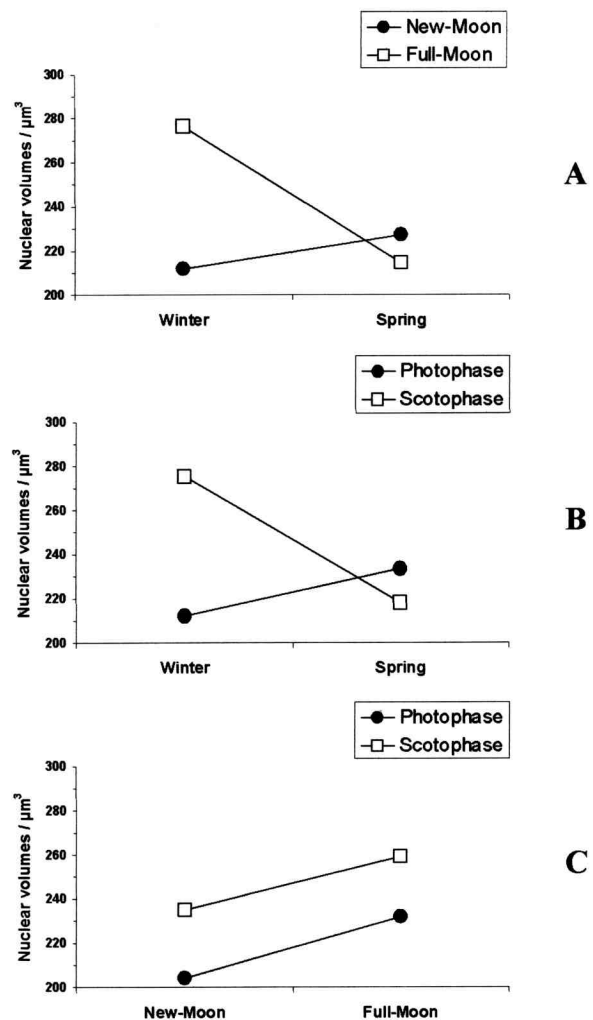 New-Moon
Full-Moon
300
280
260
240
220
200
Nuclear volumes / µm³
Winter Spring
A
Photophase
Scotophase
300
280
260
240
220
200
Nuclear volumes / µm³
Winter Spring
B
Photophase
Scotophase
300
280
260
240
220
200
Nuclear volumes / µm³
New-Moon Full-Moon
C